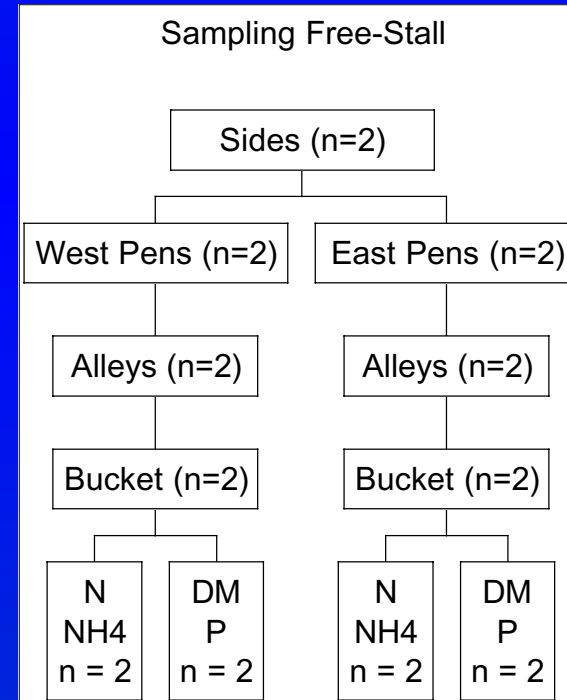 Sampling Free-Stall
Sides (n=2)
West Pens (n=2)
East Pens (n=2)
Alleys (n=2)
Alleys (n=2)
Bucket (n=2)
Bucket (n=2)
N
NH4
n = 2
DM
P
n = 2
N
NH4
n = 2
DM
P
n = 2